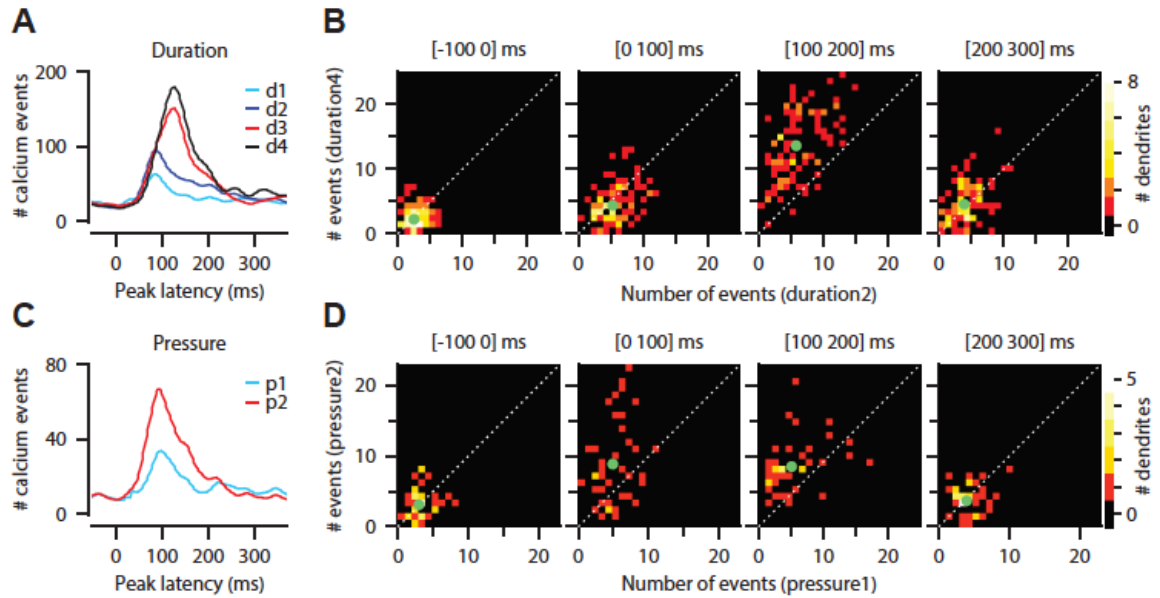 A
Duration
200
100
0
# calcium events
d1
d2
d3
d4
0 100 200 300
Peak latency (ms)
B
[-100 0] ms [0 100] ms [100 200] ms [200 300] ms
# events (duration4)
20
10
0
0 10 20 0 10 20 0 10 20 0 10 20
Number of events (duration2)
8
0
# dendrites
C
Pressure
80
40
0
# calcium events
p1
p2
0 100 200 300
Peak latency (ms)
D
[-100 0] ms [0 100] ms [100 200] ms [200 300] ms
# events (pressure2)
20
10
0
0 10 20 0 10 20 0 10 20 0 10 20
Number of events (pressure1)
5
0
# dendrites